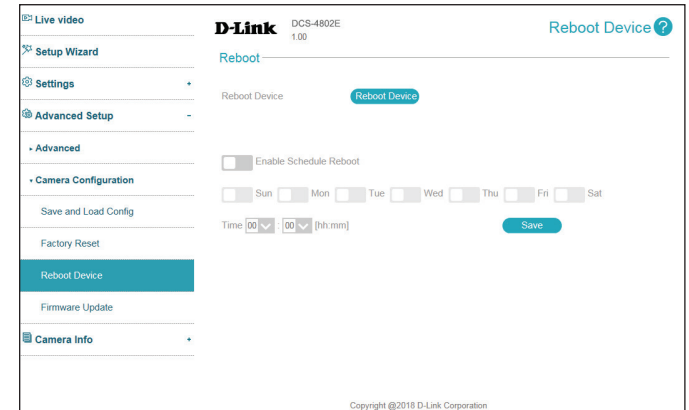 Live video
Setup Wizard
Settings +
Advanced Setup -
Advanced
Camera Configuration
Save and Load Config
Factory Reset
Reboot Device
Firmware Update
Camera Info +
D-Link DCS-4802E
1.00
Reboot Device ?
Reboot
Reboot Device Reboot Device
Enable Schedule Reboot
Sun Mon Tue Wed Thu Fri Sat
Time 00 : 00 [hh:mm] Save
Copyright @2018 D-Link Corporation